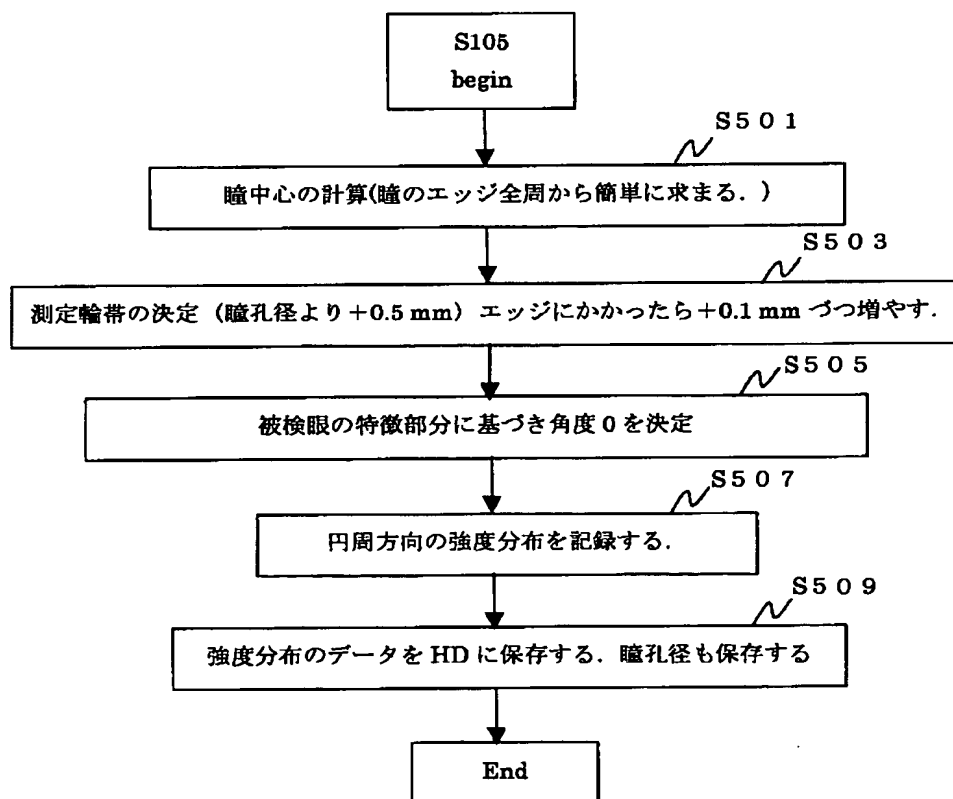 S105
begin
S501
瞳中心の計算(瞳のエッジ全周から簡単に求まる．)
S503
測定輪帯の決定（瞳孔径より＋0.5 mm）エッジにかかったら＋0.1 mm づつ増やす．
S505
被検眼の特徴部分に基づき角度 0 を決定
S507
円周方向の強度分布を記録する．
S509
強度分布のデータを HD に保存する．瞳孔径も保存する
End